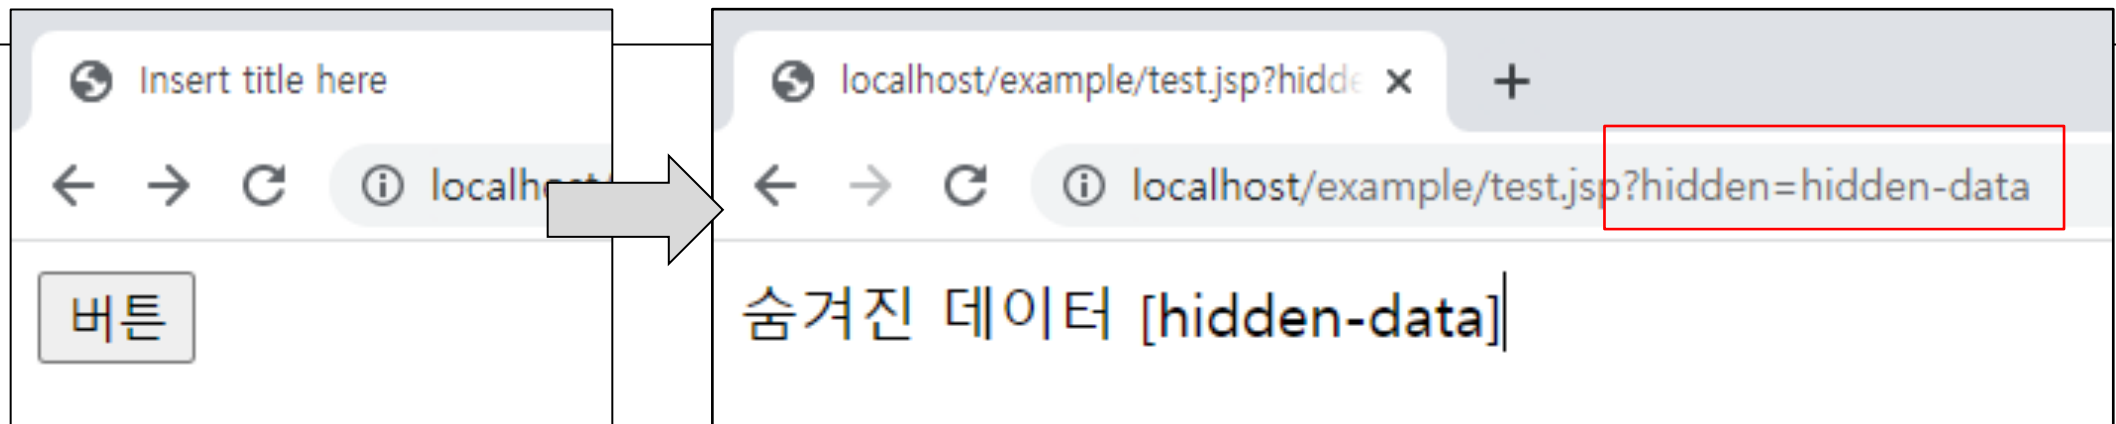 Insert title here
localh
버튼
localhost/example/test.jsp?hidd
localhost/example/test.jsp?hidden=hidden-data
숨겨진 데이터 [hidden-data]